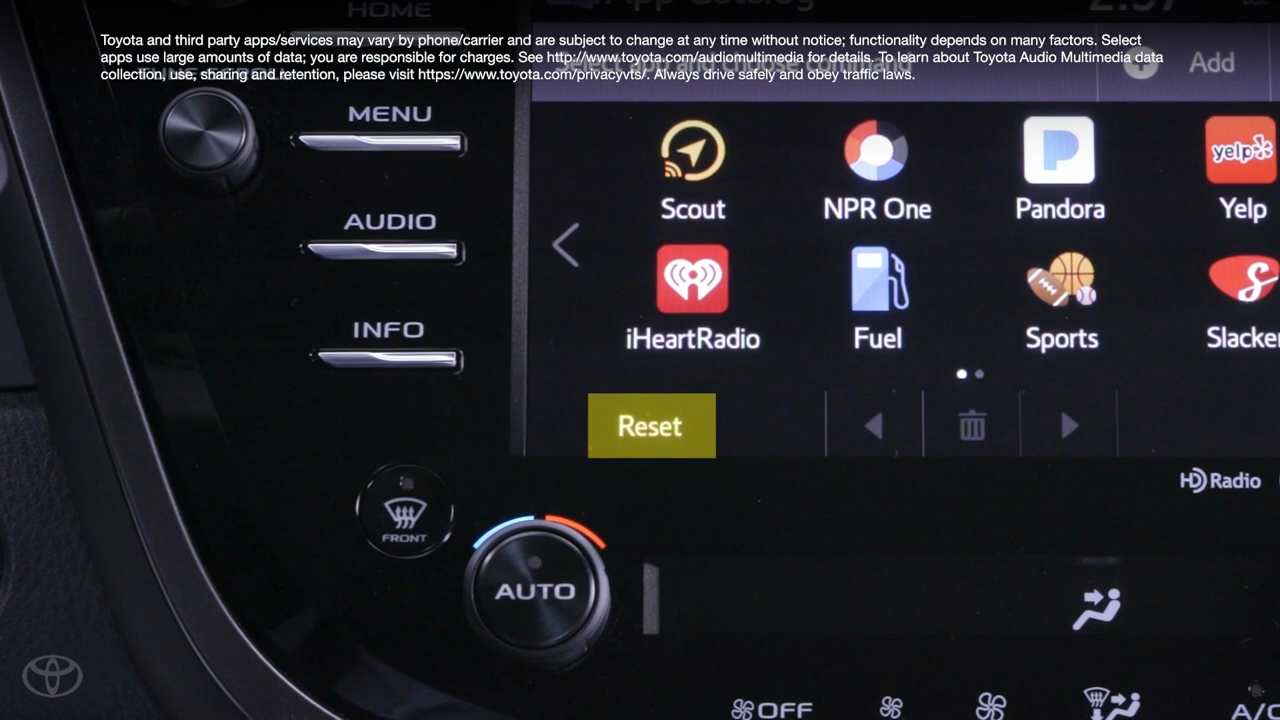 HOME
App Catalog
Toyota and third party apps/services may vary by phone/carrier and are subject to change at any time without notice; functionality depends on many factors. Select
apps use large amounts of data; you are responsible for charges. See http://www.toyota.com/audiomultimedia for details. To learn about Toyota Audio Multimedia data
collection, use, sharing and retention, please visit https://www.toyota.com/privacyvts/. Always drive safely and obey traffic laws.
Add
MENU
Scout NPR One Pandora yelp Yelp
AUDIO
INFO
iHeartRadio Fuel Sports Slacker
Reset
HD Radio
FRONT
AUTO
OFF A/C